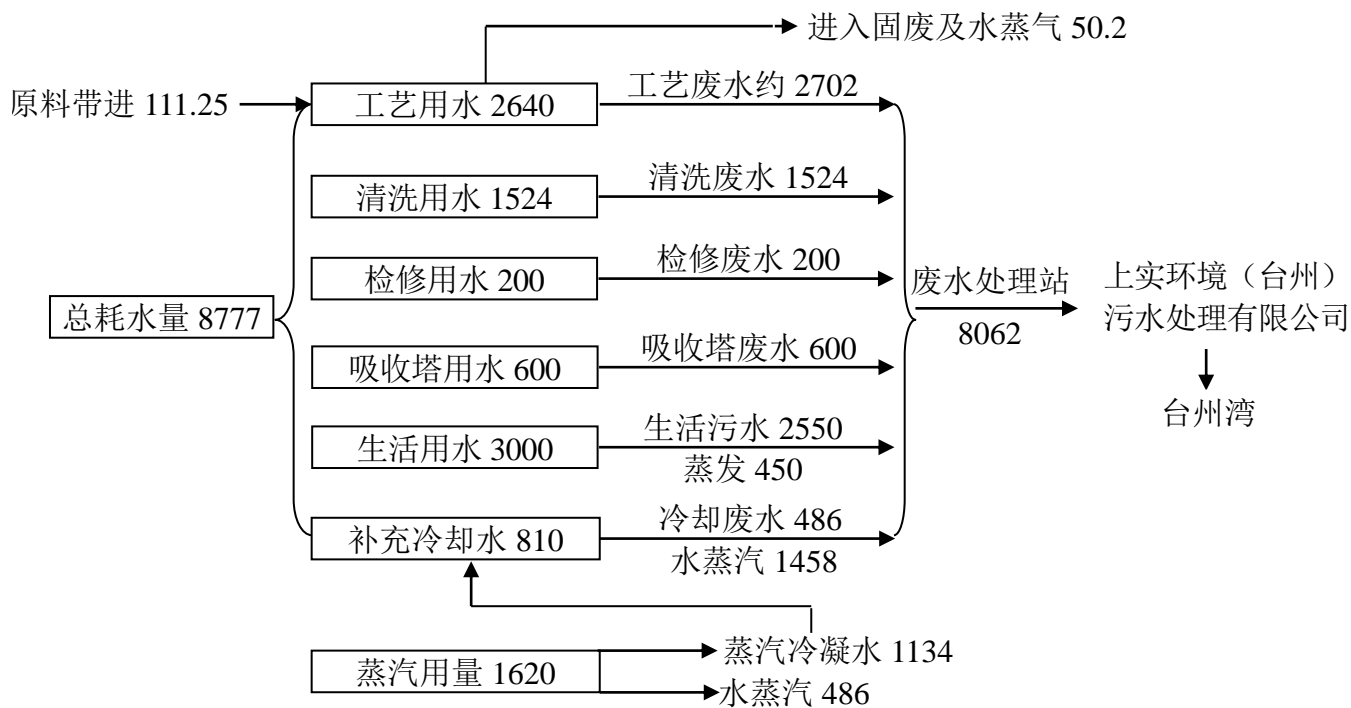 进入固废及水蒸气 50.2
原料带进 111.25
工艺用水 2640
工艺废水约 2702
清洗用水 1524
清洗废水 1524
检修用水 200
检修废水 200
总耗水量 8777
废水处理站
8062
上实环境（台州）
污水处理有限公司
吸收塔用水 600
吸收塔废水 600
台州湾
生活用水 3000
生活污水 2550
蒸发 450
补充冷却水 810
冷却废水 486
水蒸汽 1458
蒸汽用量 1620
蒸汽冷凝水 1134
水蒸汽 486